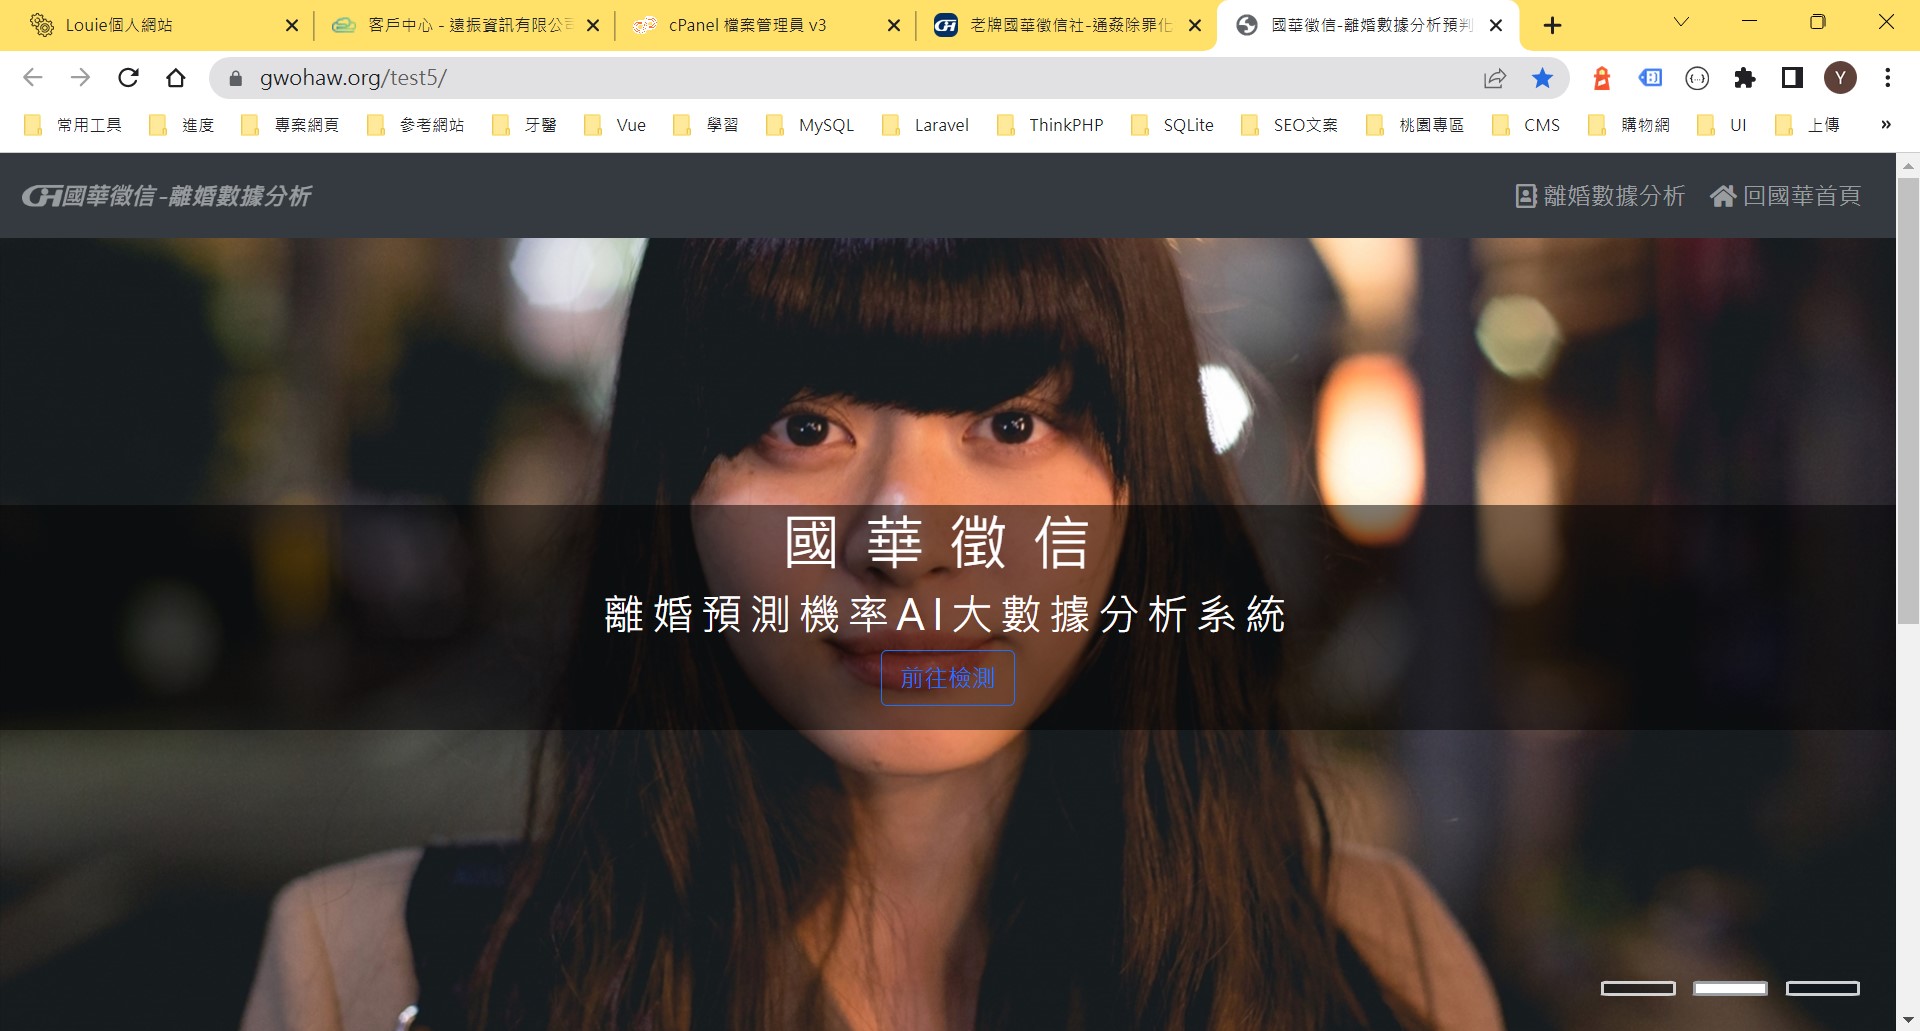 Louie個人網站
客戶中心 - 遠振資訊有限公司
cPanel 檔案管理員 v3
老牌國華徵信社-通姦除罪化
國華徵信-離婚數據分析預判
gwohaw.org/test5/
Y
常用工具 進度 專案網頁 參考網站 牙醫 Vue 學習 MySQL Laravel ThinkPHP SQLite SEO文案 桃園專區 CMS 購物網 UI 上傳 »
GH國華徵信-離婚數據分析
離婚數據分析 回國華首頁
國華徵信
離婚預測機率AI大數據分析系統
前往檢測